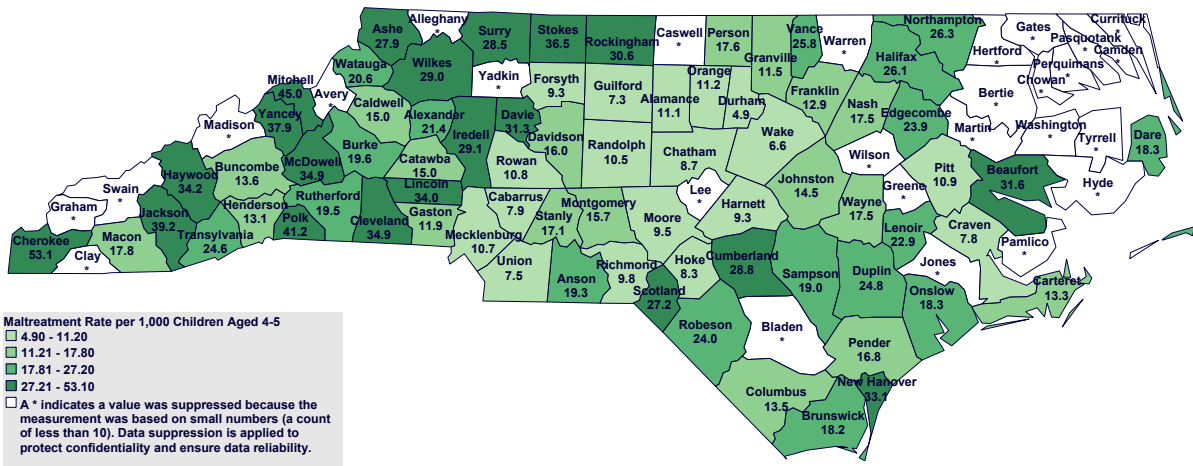 Alleghany
*
Ashe
27.9
Surry
28.5
Stokes
36.5
Rockingham
30.6
Caswell
*
Person
17.6
Granville
11.5
Vance
25.8
Warren
*
Northampton
26.3
Halifax
26.1
Hertford
*
Gates
*
Currituck
*
Pasquotank
*
Camden
*
Perquimans
*
Chowan
*
Bertie
*
Watauga
20.6
Wilkes
29.0
Yadkin
*
Forsyth
9.3
Guilford
7.3
Alamance
11.1
Orange
11.2
Durham
4.9
Franklin
12.9
Nash
17.5
Edgecombe
23.9
Martin
*
Washington
*
Tyrrell
*
Dare
18.3
Mitchell
45.0
Avery
*
Caldwell
15.0
Alexander
21.4
Iredell
29.1
Davie
31.3
Davidson
16.0
Randolph
10.5
Chatham
8.7
Wake
6.6
Wilson
*
Pitt
10.9
Beaufort
31.6
Hyde
*
Madison
*
Yancey
37.9
McDowell
34.9
Burke
19.6
Catawba
15.0
Rowan
10.8
Lee
*
Johnston
14.5
Greene
*
Swain
*
Haywood
34.2
Buncombe
13.6
Rutherford
19.5
Lincoln
34.0
Cabarrus
7.9
Stanly
17.1
Montgomery
15.7
Moore
9.5
Harnett
9.3
Wayne
17.5
Lenoir
22.9
Craven
7.8
Pamlico
*
Graham
*
Jackson
39.2
Henderson
13.1
Polk
41.2
Cleveland
34.9
Gaston
11.9
Mecklenburg
10.7
Cherokee
53.1
Clay
*
Macon
17.8
Transylvania
24.6
Union
7.5
Anson
19.3
Richmond
9.8
Hoke
8.3
Scotland
27.2
Cumberland
28.8
Sampson
19.0
Duplin
24.8
Jones
*
Onslow
18.3
Carteret
13.3
Robeson
24.0
Bladen
*
Pender
16.8
Columbus
13.5
Brunswick
18.2
New Hanover
33.1
Maltreatment Rate per 1,000 Children Aged 4-5
4.90 - 11.20
11.21 - 17.80
17.81 - 27.20
27.21 - 53.10
A * indicates a value was suppressed because the
measurement was based on small numbers (a count
of less than 10). Data suppression is applied to
protect confidentiality and ensure data reliability.